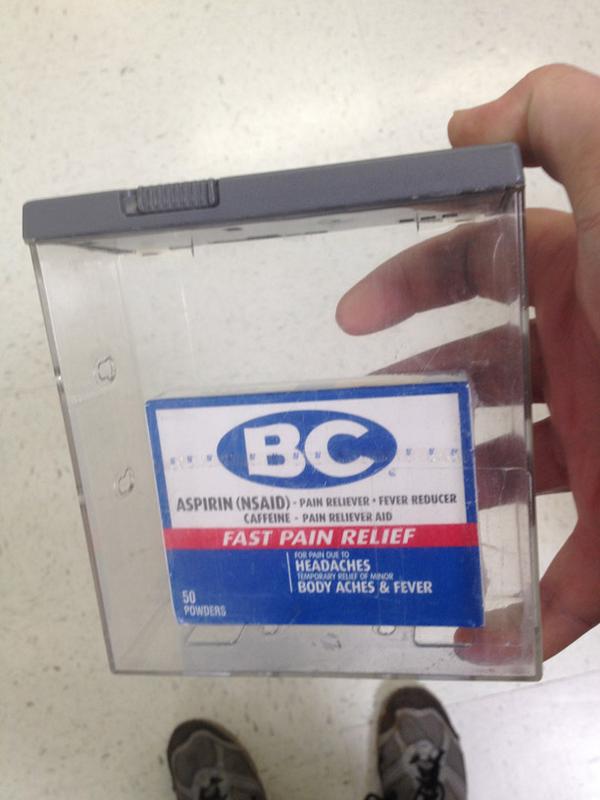 BC
ASPIRIN (NSAID) - PAIN RELIEVER • FEVER REDUCER
CAFFEINE - PAIN RELIEVER AID
FAST PAIN RELIEF
FOR PAIN DUE TO
HEADACHES
TEMPORARY RELIEF OF MINOR
BODY ACHES & FEVER
50
POWDERS